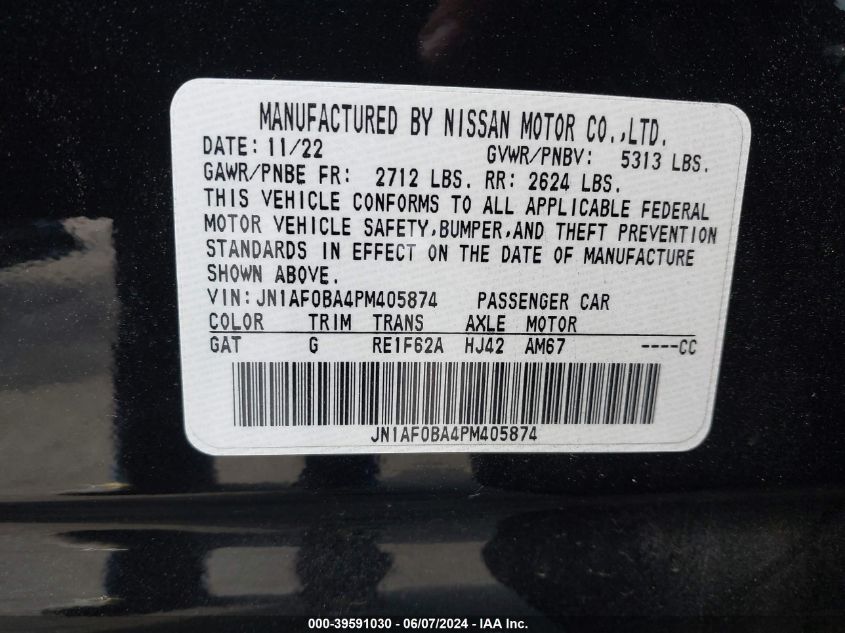 MANUFACTURED BY NISSAN MOTOR CO.,LTD.
DATE: 11/22 GVWR/PNBV: 5313 LBS.
GAWR/PNBE FR: 2712 LBS. RR: 2624 LBS.
THIS VEHICLE CONFORMS TO ALL APPLICABLE FEDERAL
MOTOR VEHICLE SAFETY,BUMPER,AND THEFT PREVENTION
STANDARDS IN EFFECT ON THE DATE OF MANUFACTURE
SHOWN ABOVE.
VIN:JN1AF0BA4PM405874 PASSENGER CAR
COLOR TRIM TRANS AXLE MOTOR
GAT G RE1F62A HJ42 AM67 ----CC
JN1AF0BA4PM405874
000-39591030 - 06/07/2024 - IAA Inc.